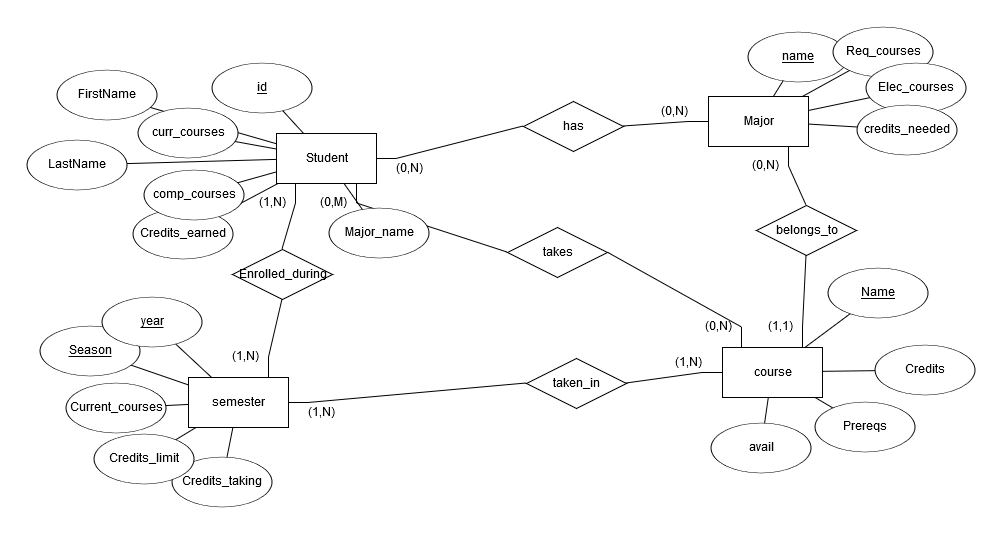 name
Req_courses
Elec_courses
credits_needed
Major
id
FirstName
curr_courses
LastName
Student
comp_courses
Credits_earned
Major_name
has
(0,N)
(0,N)
(1,N)
(0,M)
(0,N)
belongs_to
takes
Enrolled_during
Name
year
Season
(1,N)
(0,N)
(1,1)
(1,N)
course
Credits
taken_in
semester
(1,N)
Current_courses
Prereqs
avail
Credits_limit
Credits_taking